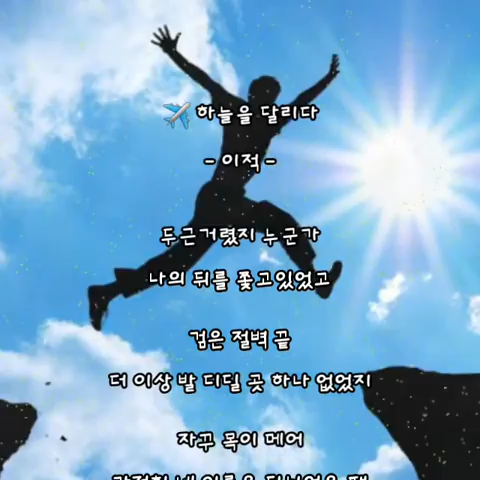 ✈️ 하늘을 달리다
- 이적 -
두근거렸지 누군가
나의 뒤를 쫓고있었고
검은 절벽 끝
더 이상 발 디딜 곳 하나 없었지
자꾸 목이 메어